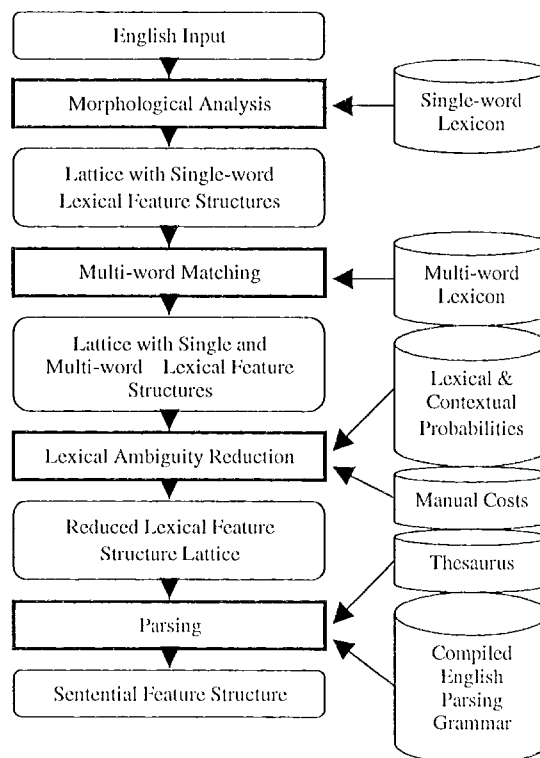 English Input
Morphological Analysis
Single-word
Lexicon
Lattice with Single-word
Lexical Feature Structures
Multi-word Matching
Multi-word
Lexicon
Lattice with Single and
Multi-word Lexical Feature
Structures
Lexical &
Contextual
Probabilities
Lexical Ambiguity Reduction
Manual Costs
Reduced Lexical Feature
Structure Lattice
Thesaurus
Parsing
Compiled
English
Parsing
Grammar
Sentential Feature Structure